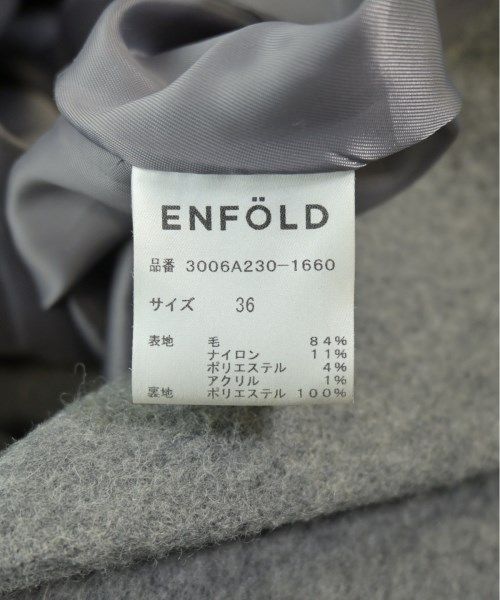 ENFÖLD
品番 3006A230-1660
サイズ 36
表地 毛 84%
ナイロン 11%
ポリエステル 4%
アクリル 1%
裏地 ポリエステル 100%